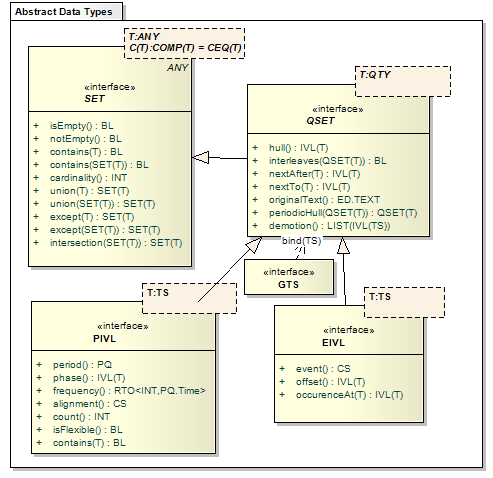 Abstract Data Types
T:ANY
C(T):COMP(T) = CEQ(T)
ANY
«interface»
SET
+ isEmpty() : BL
+ notEmpty() : BL
+ contains(T) : BL
+ contains(SET(T)) : BL
+ cardinality() : INT
+ union(T) : SET(T)
+ union(SET(T)) : SET(T)
+ except(T) : SET(T)
+ except(SET(T)) : SET(T)
+ intersection(SET(T)) : SET(T)
T:QTY
«interface»
QSET
+ hull() : IVL(T)
+ interleaves(QSET(T)) : BL
+ nextAfter(T) : IVL(T)
+ nextTo(T) : IVL(T)
+ originalText() : ED.TEXT
+ periodicHull(QSET(T)) : QSET(T)
+ demotion() : LIST(IVL(TS))
bind(TS)
«interface»
GTS
T:TS
«interface»
PIVL
+ period() : PQ
+ phase() : IVL(T)
+ frequency() : RTO<INT,PQ.Time>
+ alignment() : CS
+ count() : INT
+ isFlexible() : BL
+ contains(T) : BL
T:TS
«interface»
EIVL
+ event() : CS
+ offset() : IVL(T)
+ occurenceAt(T) : IVL(T)